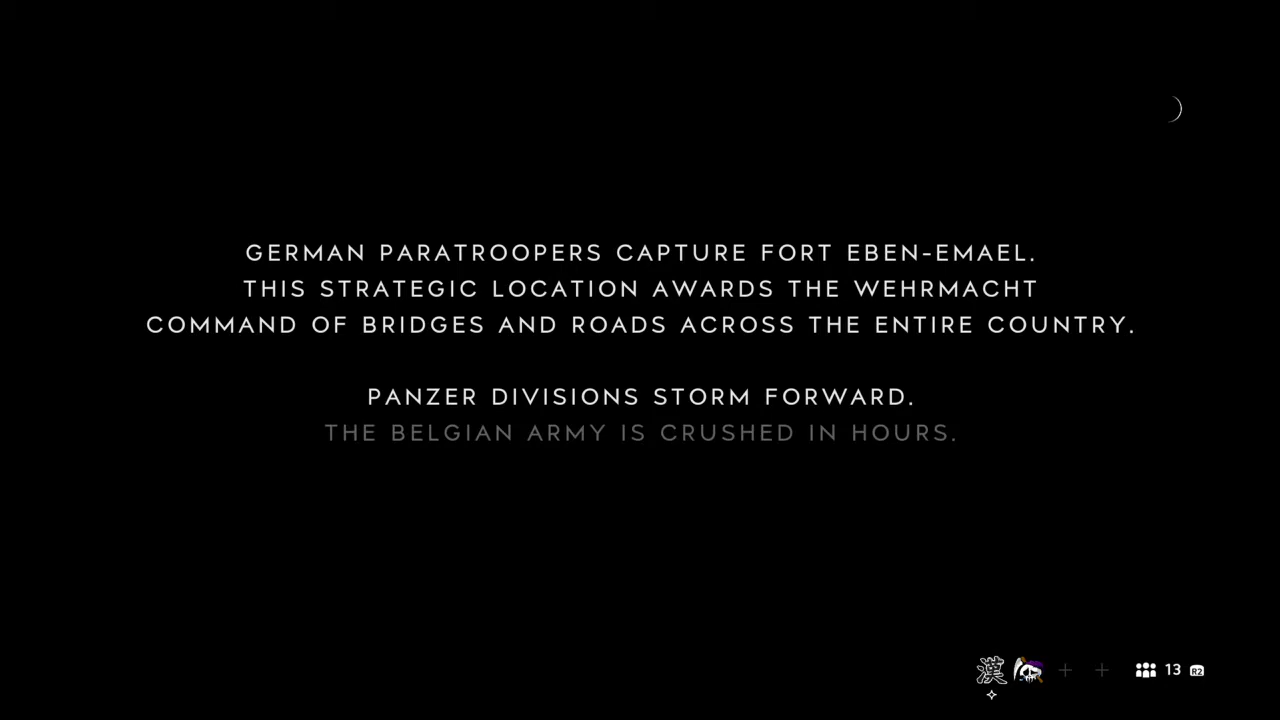 GERMAN PARATROOPERS CAPTURE FORT EBEN-EMAEL.
THIS STRATEGIC LOCATION AWARDS THE WEHRMACHT
COMMAND OF BRIDGES AND ROADS ACROSS THE ENTIRE COUNTRY.
PANZER DIVISIONS STORM FORWARD.
THE BELGIAN ARMY IS CRUSHED IN HOURS.
漢 13 R2